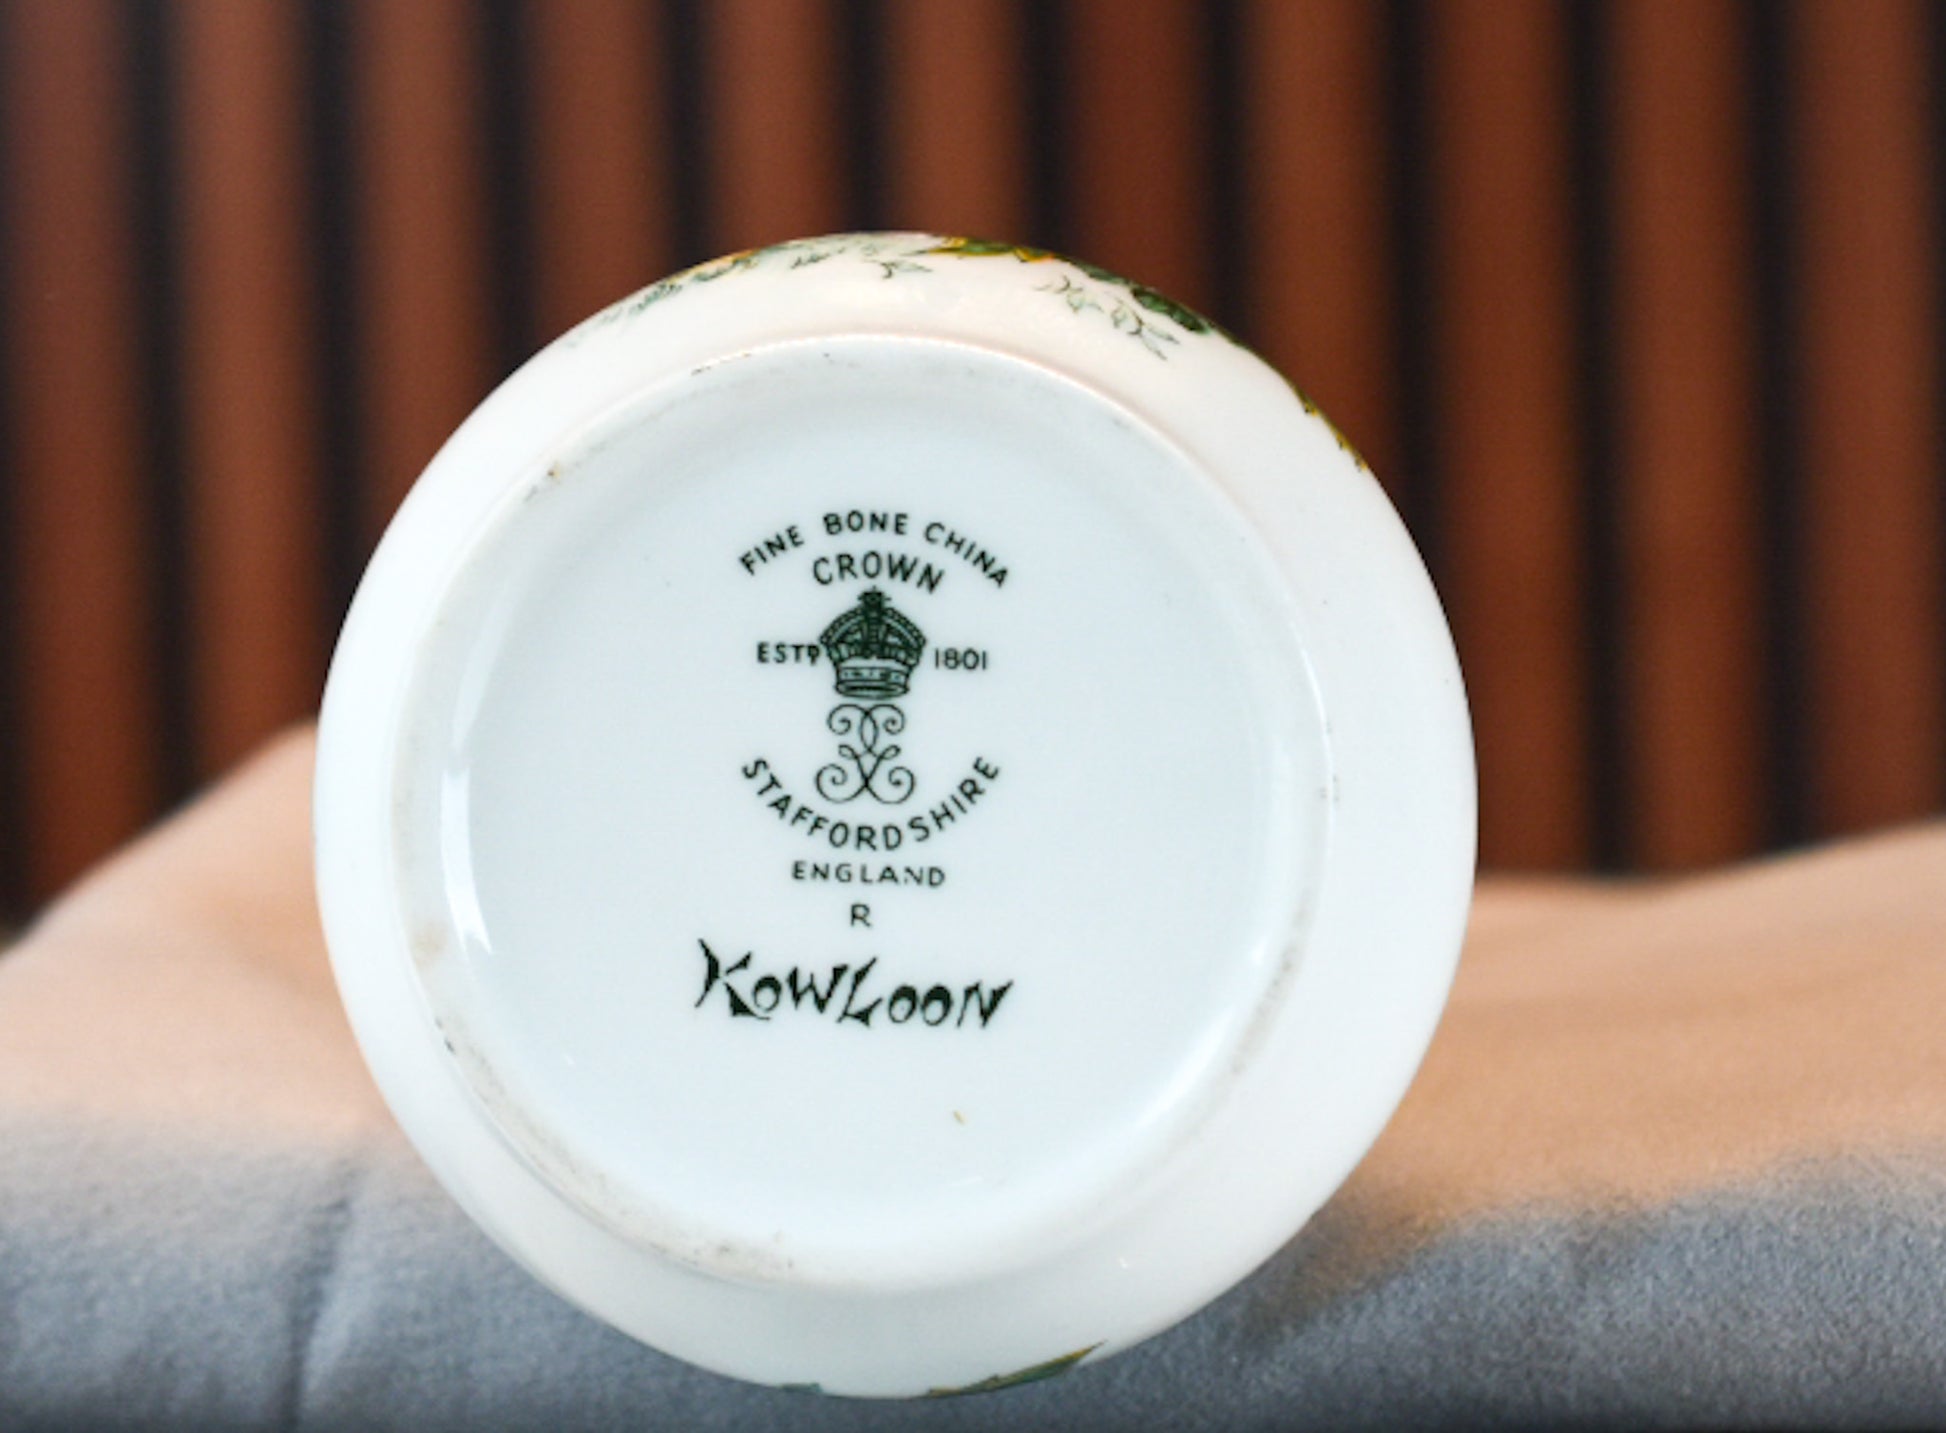 FINE BONE CHINA
CROWN
ESTD 1801
STAFFORDSHIRE
ENGLAND
R
KOWLOON